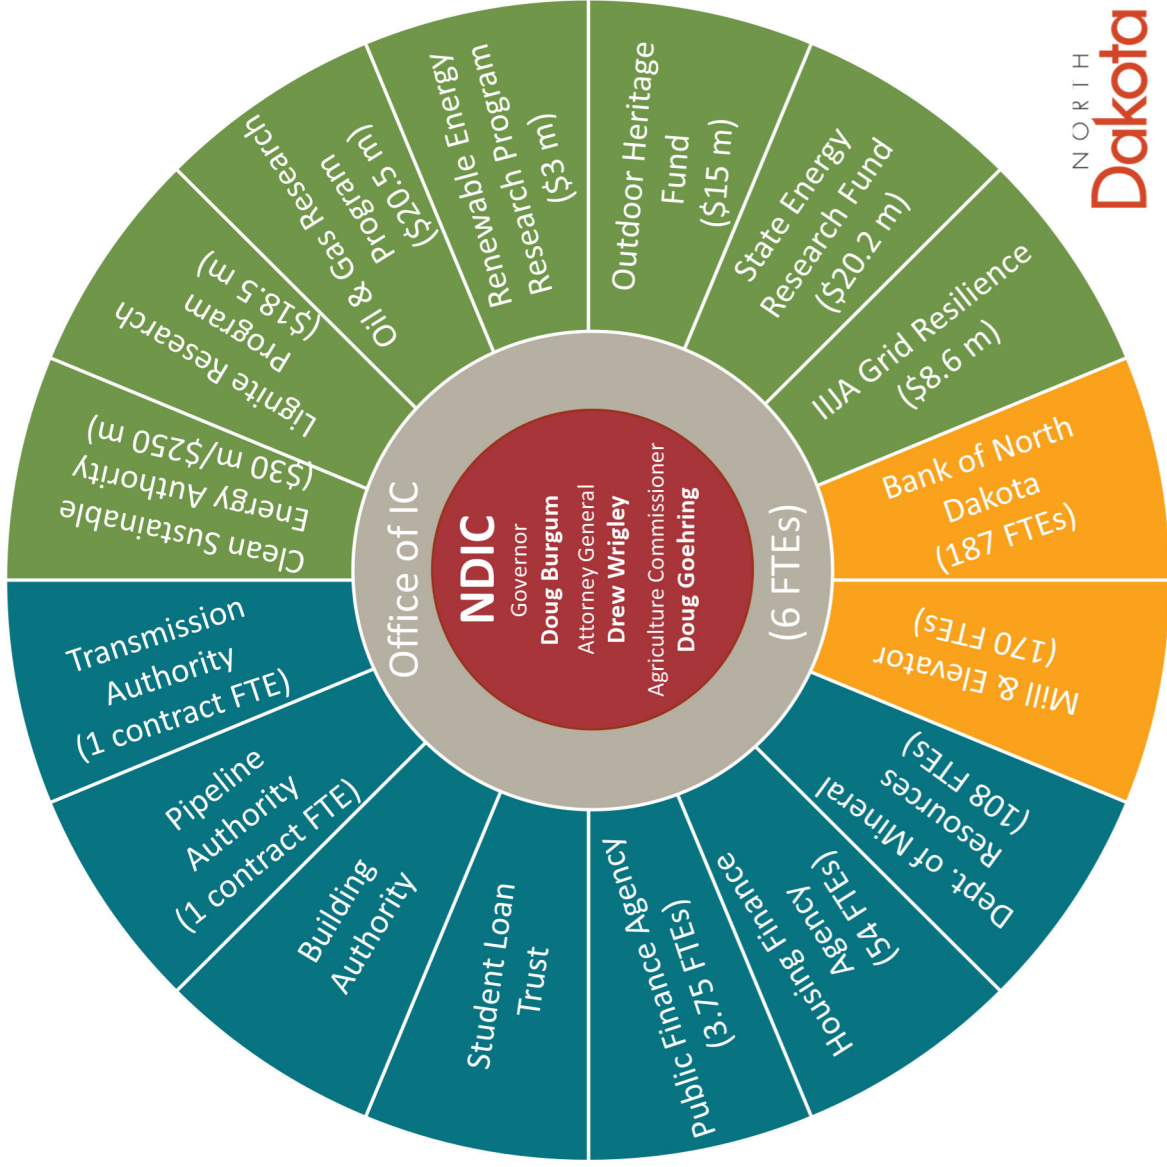 NDIC
Governor
Doug Burgum
Attorney General
Drew Wrigley
Agriculture Commissioner
Doug Goehring
Office of IC
(6 FTEs)
Clean Sustainable
Energy Authority
($30 m/$250 m)
Lignite Research
Program
($18.5 m)
Oil & Gas Research
Program
($20.5 m)
Renewable Energy
Research Program
($3 m)
Outdoor Heritage
Fund
($15 m)
State Energy
Research Fund
($20.2 m)
IIJA Grid Resilience
($8.6 m)
Bank of North
Dakota
(187 FTEs)
Mill & Elevator
(170 FTEs)
Dept. of Mineral
Resources
(108 FTEs)
Housing Finance
Agency
(54 FTEs)
Public Finance Agency
(3.75 FTEs)
Student Loan
Trust
Building
Authority
Pipeline
Authority
(1 contract FTE)
Transmission
Authority
(1 contract FTE)
NORTH
Dakota